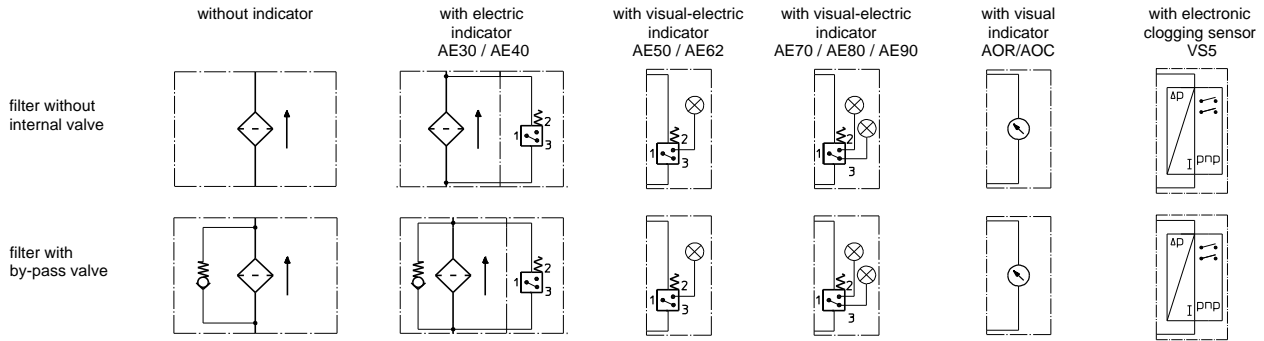 without indicator
with electric
indicator
AE30 / AE40
with visual-electric
indicator
AE50 / AE62
with visual-electric
indicator
AE70 / AE80 / AE90
with visual
indicator
AOR/AOC
with electronic
clogging sensor
VS5
filter without
internal valve
1 2 3
1 2 3
1 2 3
Δp
I pnp
filter with
by-pass valve
1 2 3
1 2 3
1 2 3
Δp
I pnp